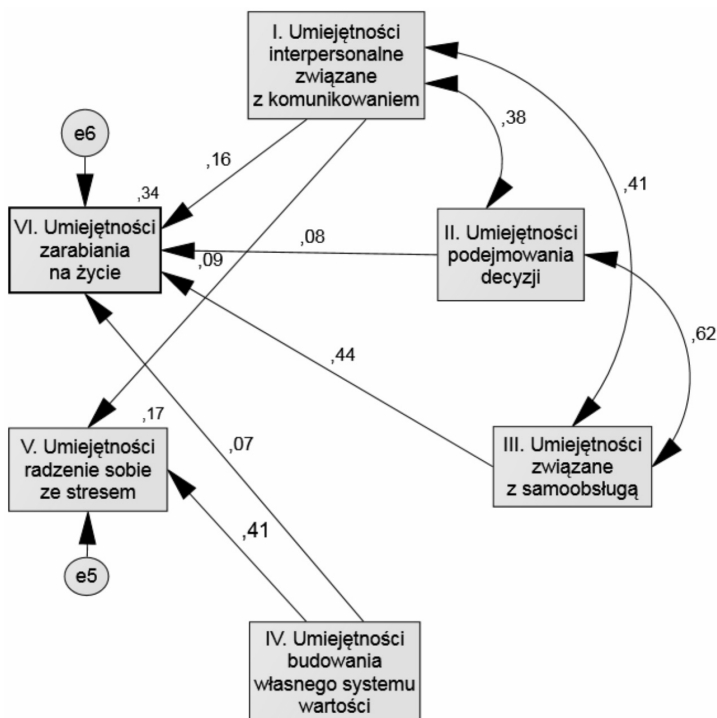 I. Umiejętności
interpersonalne
związane
z komunikowaniem
e6
,38
,16
,41
,34
VI. Umiejętności
zarabiania
na życie
II. Umiejętności
podejmowania
decyzji
,08
,09
,62
,44
,17
V. Umiejętności
radzenie sobie
ze stresem
,07
III. Umiejętności
związane
z samoobsługą
,41
e5
IV. Umiejętności
budowania
własnego systemu
wartości